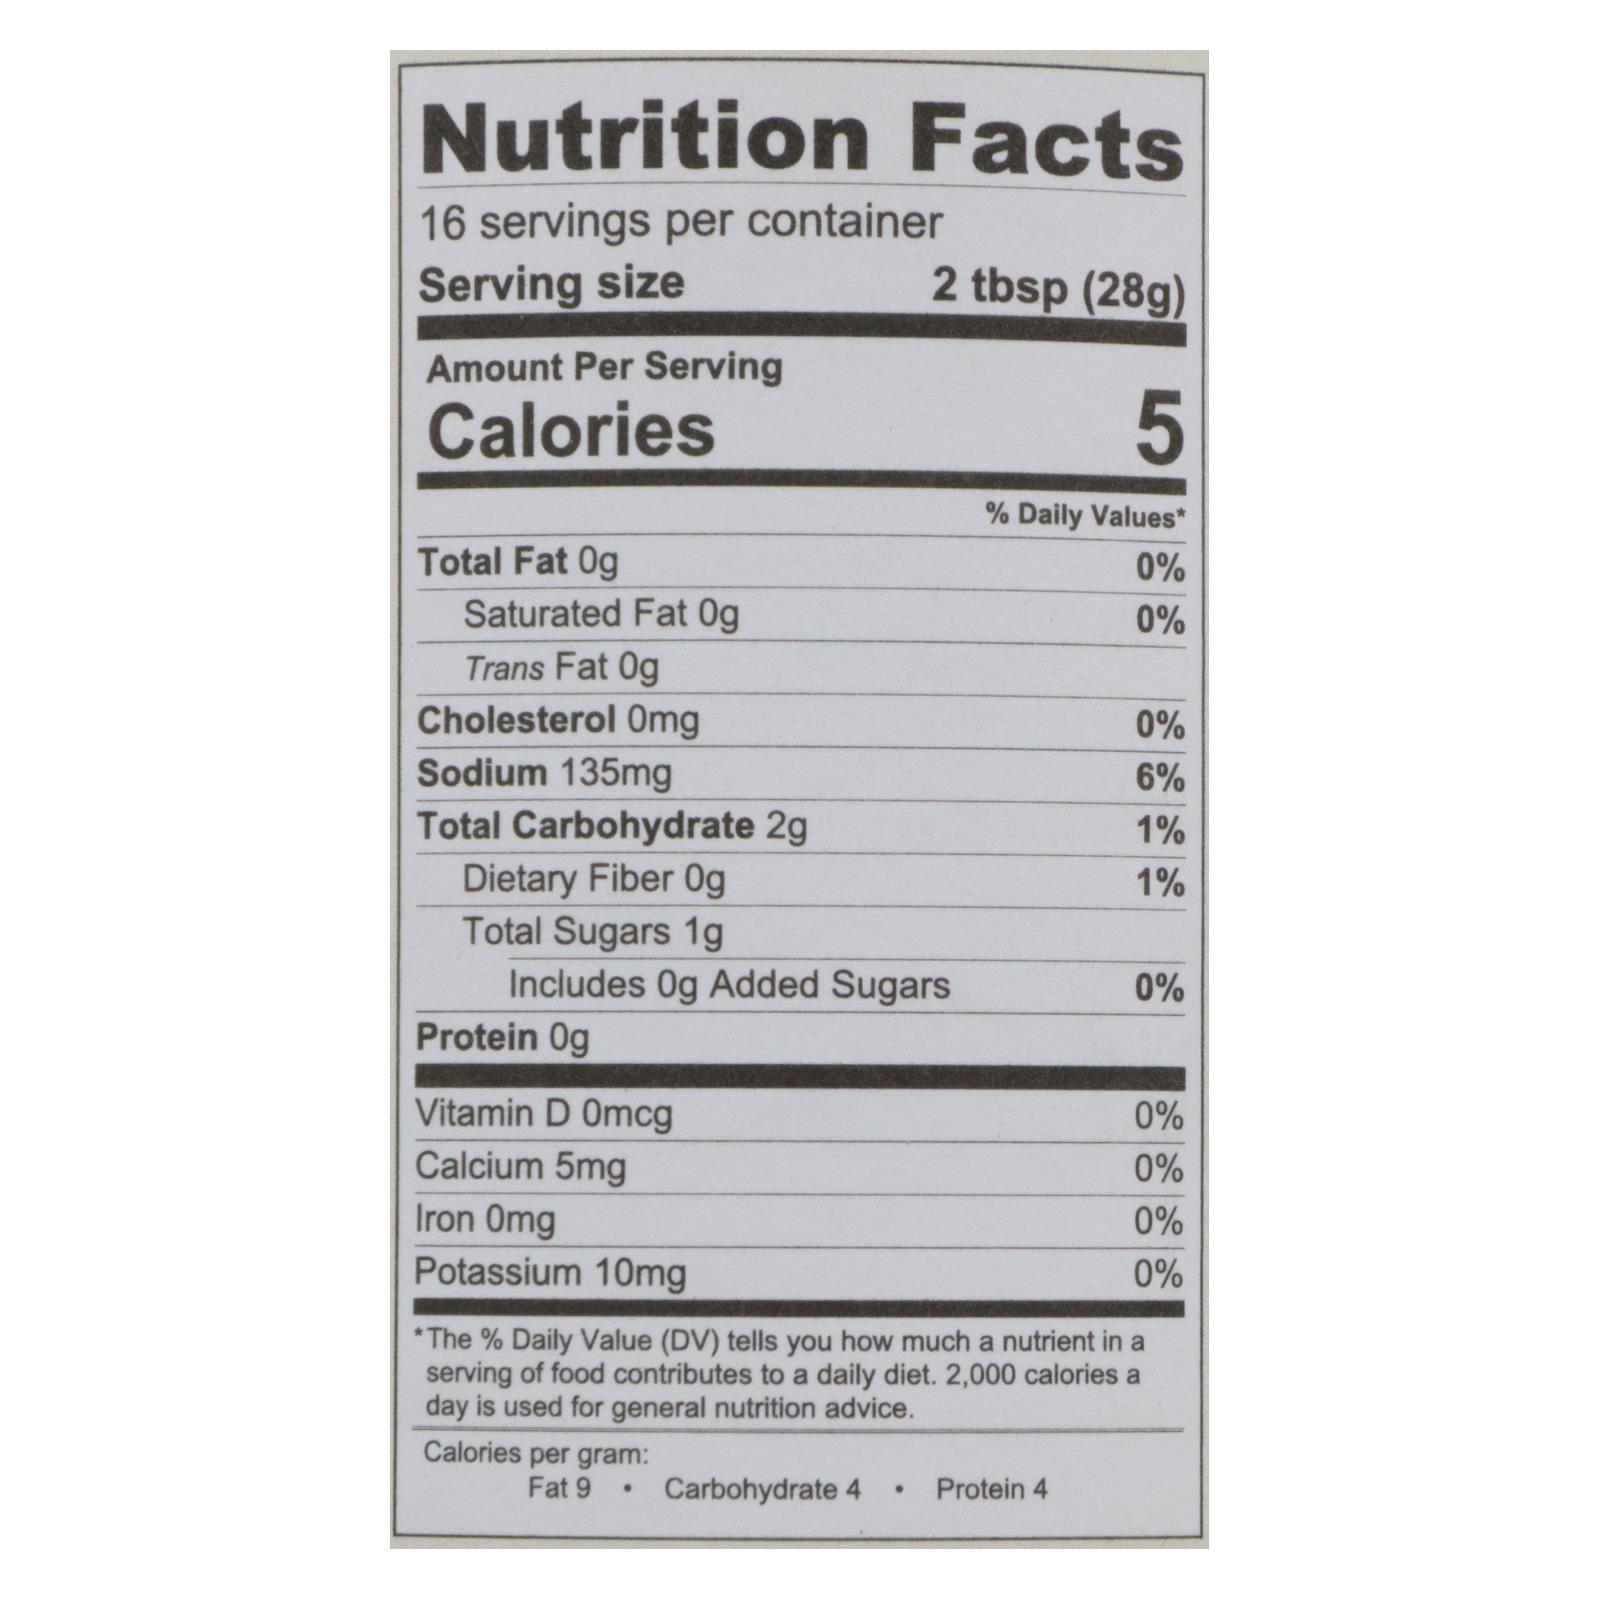 Nutrition Facts
16 servings per container
Serving size 2 tbsp (28g)
Amount Per Serving
Calories 5
% Daily Values*
Total Fat 0g 0%
Saturated Fat 0g 0%
Trans Fat 0g
Cholesterol 0mg 0%
Sodium 135mg 6%
Total Carbohydrate 2g 1%
Dietary Fiber 0g 1%
Total Sugars 1g
Includes 0g Added Sugars 0%
Protein 0g
Vitamin D 0mcg 0%
Calcium 5mg 0%
Iron 0mg 0%
Potassium 10mg 0%
*The % Daily Value (DV) tells you how much a nutrient in a
serving of food contributes to a daily diet. 2,000 calories a
day is used for general nutrition advice.
Calories per gram:
Fat 9 • Carbohydrate 4 • Protein 4